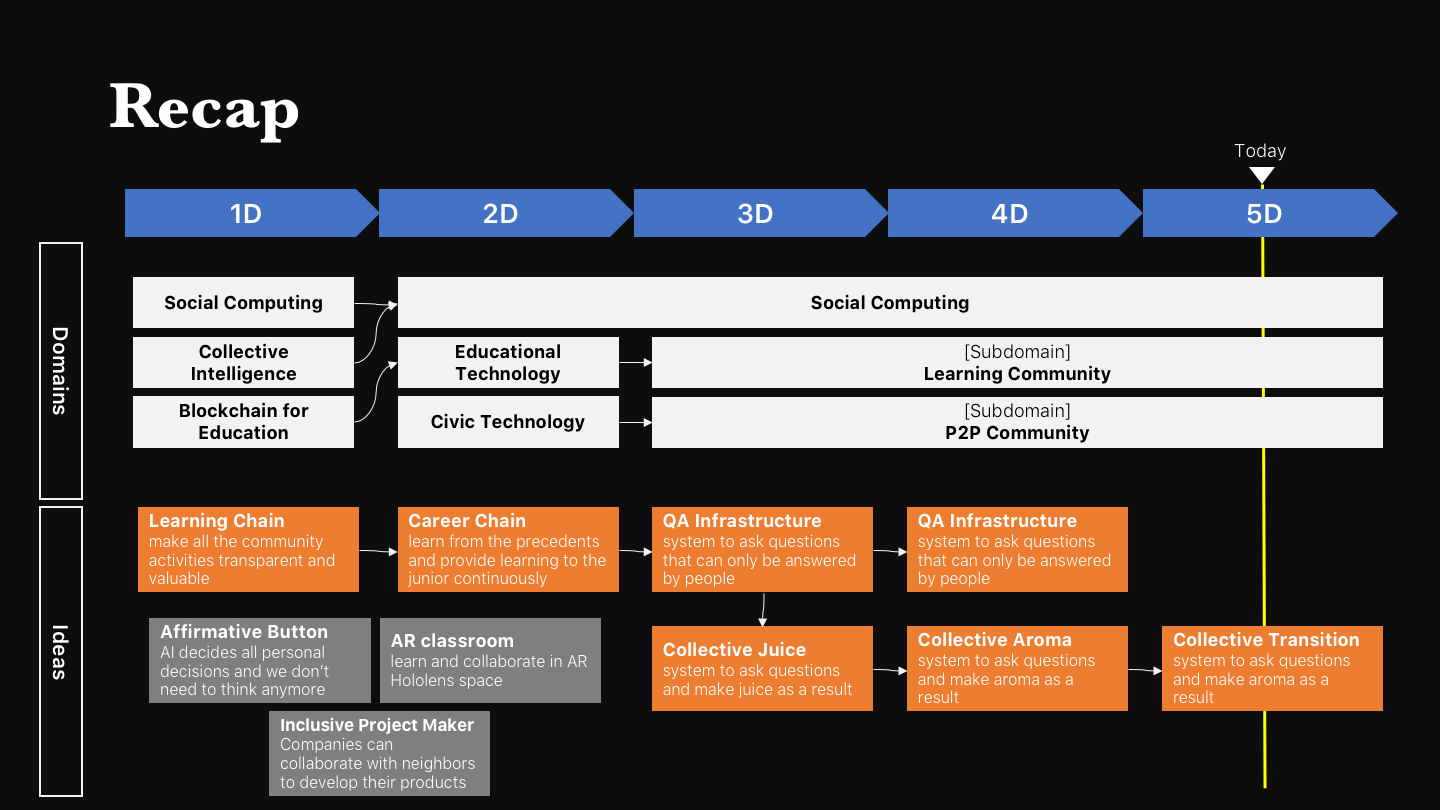 Recap
Today
1D
2D
3D
4D
5D
Domains
Social Computing
Social Computing
Collective
Intelligence
Educational
Technology
[Subdomain]
Learning Community
Blockchain for
Education
Civic Technology
[Subdomain]
P2P Community
Ideas
Learning Chain
make all the community
activities transparent and
valuable
Career Chain
learn from the precedents
and provide learning to the
junior continuously
QA Infrastructure
system to ask questions
that can only be answered
by people
QA Infrastructure
system to ask questions
that can only be answered
by people
Affirmative Button
AI decides all personal
decisions and we don't
need to think anymore
AR classroom
learn and collaborate in AR
Hololens space
Collective Juice
system to ask questions
and make juice as a result
Collective Aroma
system to ask questions
and make aroma as a
result
Collective Transition
system to ask questions
and make aroma as a
result
Inclusive Project Maker
Companies can
collaborate with neighbors
to develop their products